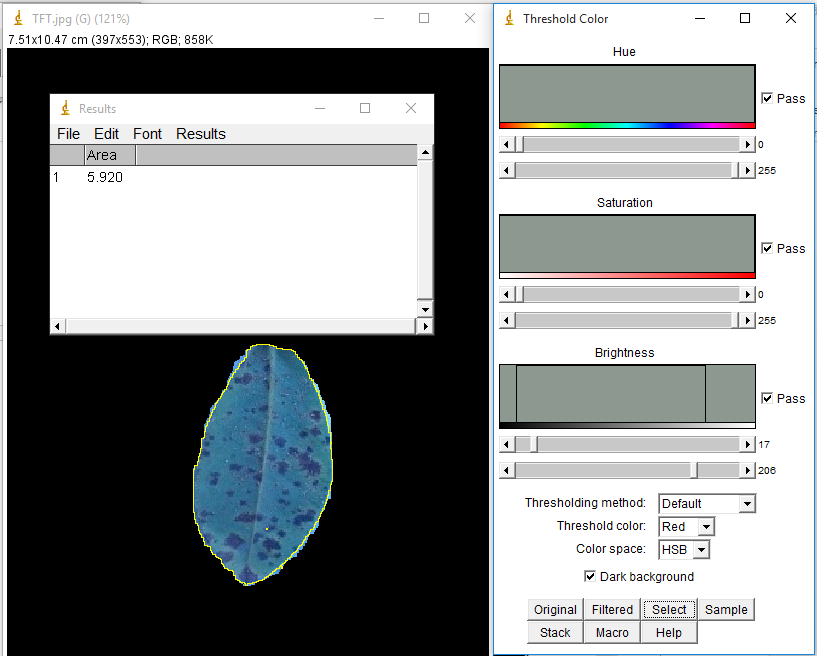 TFT.jpg (G) (121%)
7.51x10.47 cm (397x553); RGB; 858K
Results
File Edit Font Results
Area
1 5.920
Threshold Color
Hue
Pass
0
255
Saturation
Pass
0
255
Brightness
Pass
17
206
Thresholding method: Default
Threshold color: Red
Color space: HSB
Dark background
Original Filtered Select Sample
Stack Macro Help